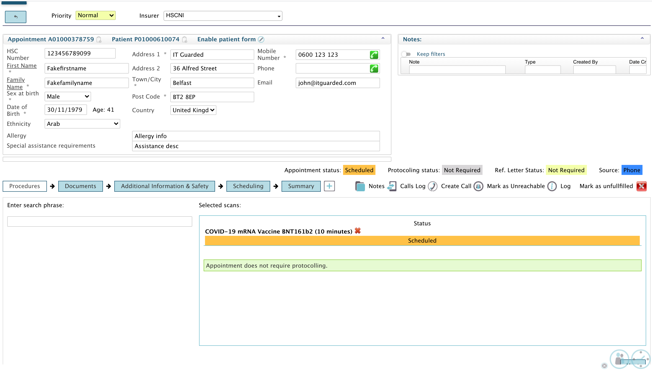 Priority Normal Insurer HSCNI
Appointment A01000378759 Patient P01000610074 Enable patient form
Notes:
HSC Number 123456789099 Address 1 * IT Guarded Mobile Number * 0600 123 123
Keep filters
First Name * Fakefirstname Address 2 36 Alfred Street Phone
Note Type Created By Date Cr
Family Name * Fakefamilyname Town/City * Belfast Email john@itguarded.com
Sex at birth * Male Post Code * BT2 8EP
Date of Birth * 30/11/1979 Age: 41 Country United Kingd
Ethnicity Arab
Allergy Allergy info
Special assistance requirements Assistance desc
Appointment status: Scheduled Protocoling status: Not Required Ref. Letter Status: Not Required Source: Phone
Procedures Documents Additional Information & Safety Scheduling Summary + Notes Calls Log Create Call Mark as Unreachable Log Mark as unfullfilled
Enter search phrase: Selected scans:
Status
COVID-19 mRNA Vaccine BNT161b2 (10 minutes)
Scheduled
Appointment does not require protocolling.